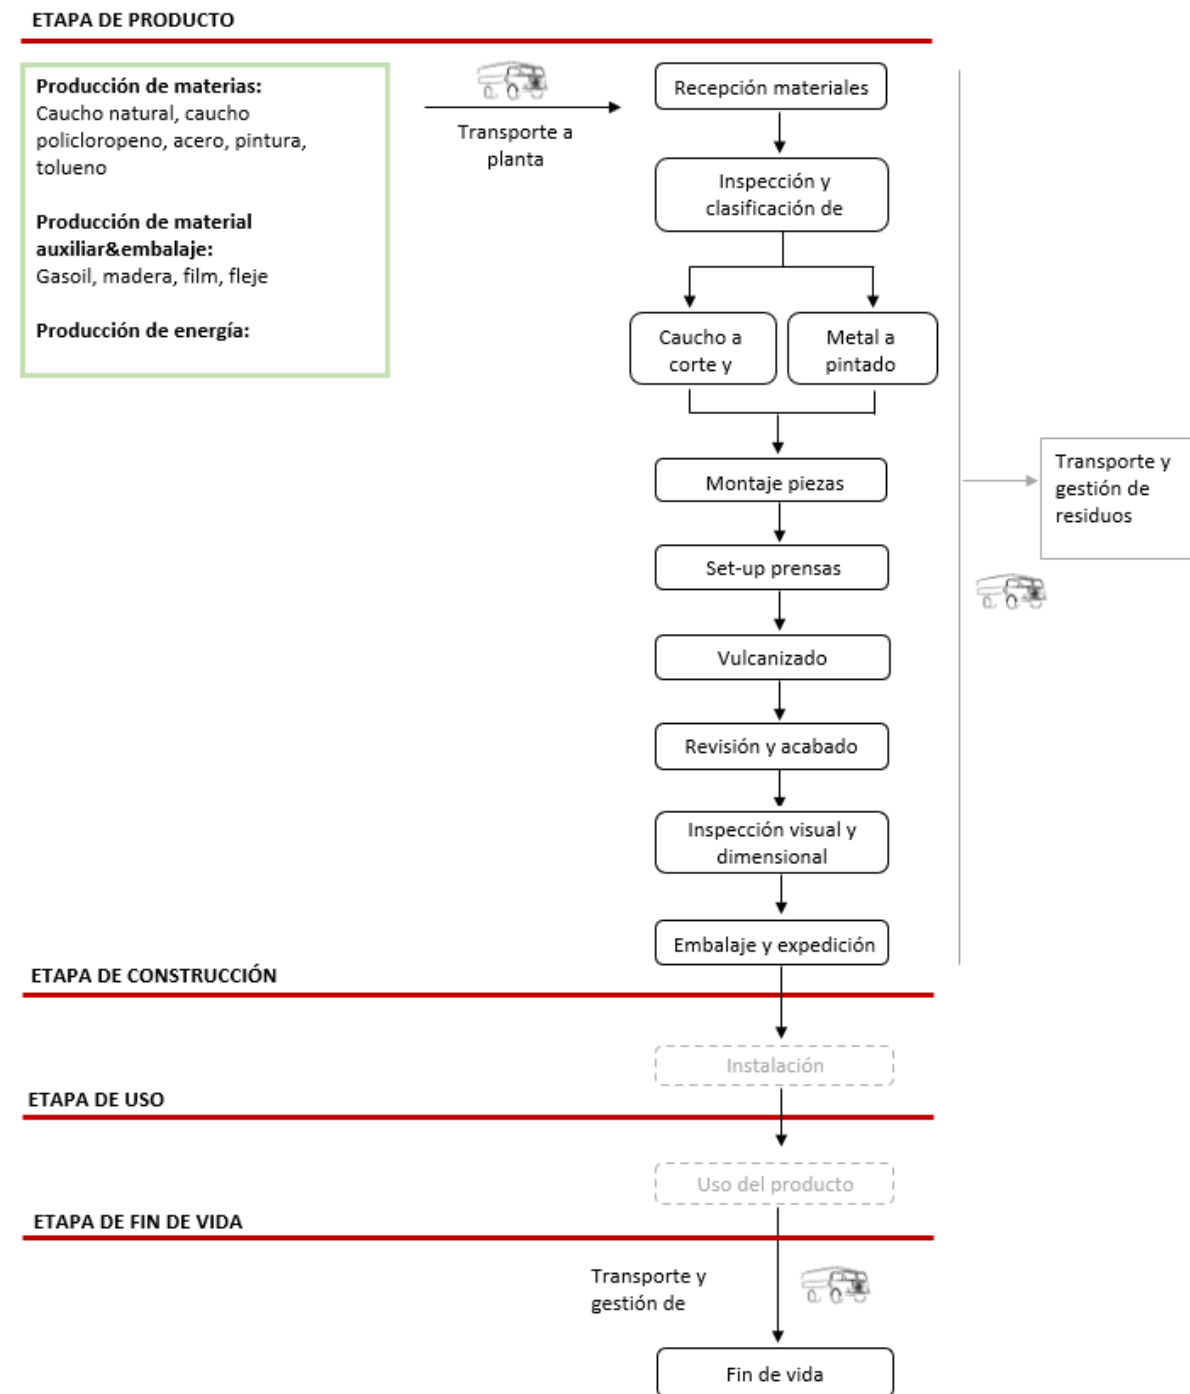 ETAPA DE PRODUCTO
Producción de materias:
Caucho natural, caucho
policloropeno, acero, pintura,
tolueno
Producción de material
auxiliar&embalaje:
Gasoil, madera, film, fleje
Producción de energía:
Transporte a
planta
Recepción materiales
Inspección y
clasificación de
Caucho a
corte y
Metal a
pintado
Montaje piezas
Set-up prensas
Vulcanizado
Revisión y acabado
Inspección visual y
dimensional
Embalaje y expedición
Transporte y
gestión de
residuos
ETAPA DE CONSTRUCCIÓN
Instalación
ETAPA DE USO
Uso del producto
ETAPA DE FIN DE VIDA
Transporte y
gestión de
Fin de vida